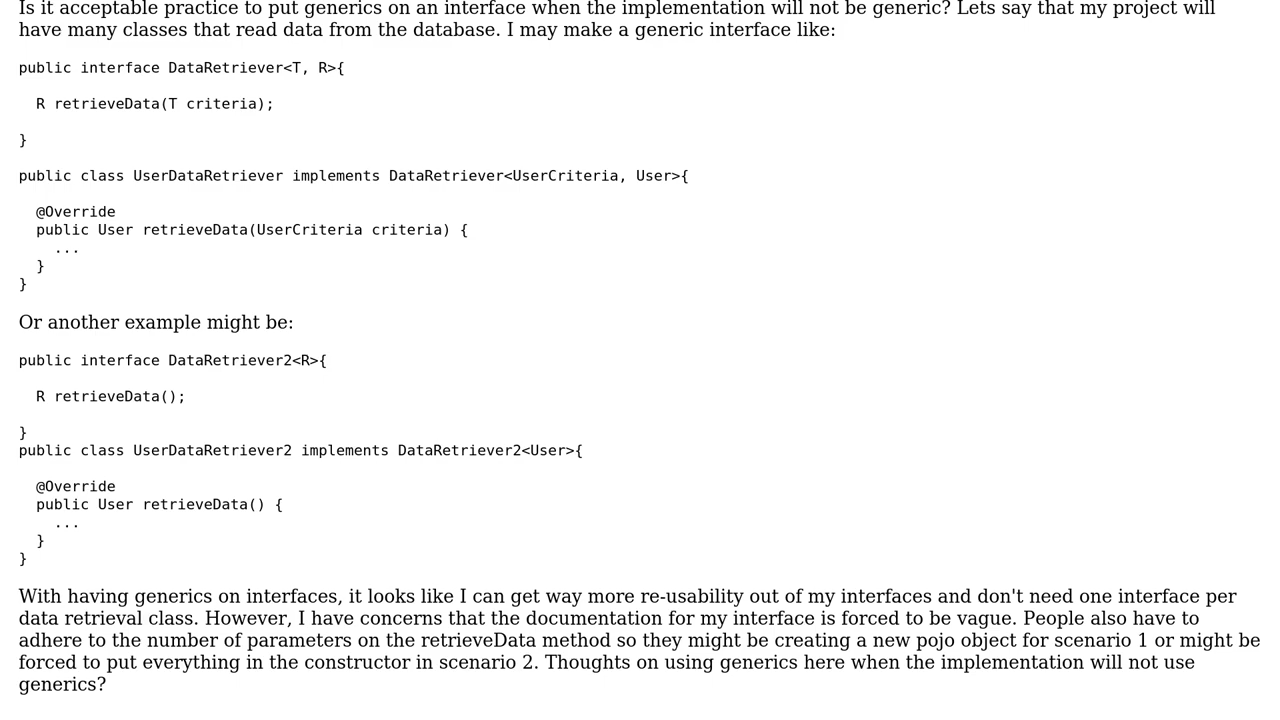 Is it acceptable practice to put generics on an interface when the implementation will not be generic? Lets say that my project will
have many classes that read data from the database. I may make a generic interface like:
public interface DataRetriever<T, R>{
R retrieveData(T criteria);
}
public class UserDataRetriever implements DataRetriever<UserCriteria, User>{
@Override
public User retrieveData(UserCriteria criteria) {
...
}
}
Or another example might be:
public interface DataRetriever2<R>{
R retrieveData();
}
public class UserDataRetriever2 implements DataRetriever2<User>{
@Override
public User retrieveData() {
...
}
}
With having generics on interfaces, it looks like I can get way more re-usability out of my interfaces and don't need one interface per
data retrieval class. However, I have concerns that the documentation for my interface is forced to be vague. People also have to
adhere to the number of parameters on the retrieveData method so they might be creating a new pojo object for scenario 1 or might be
forced to put everything in the constructor in scenario 2. Thoughts on using generics here when the implementation will not use
generics?